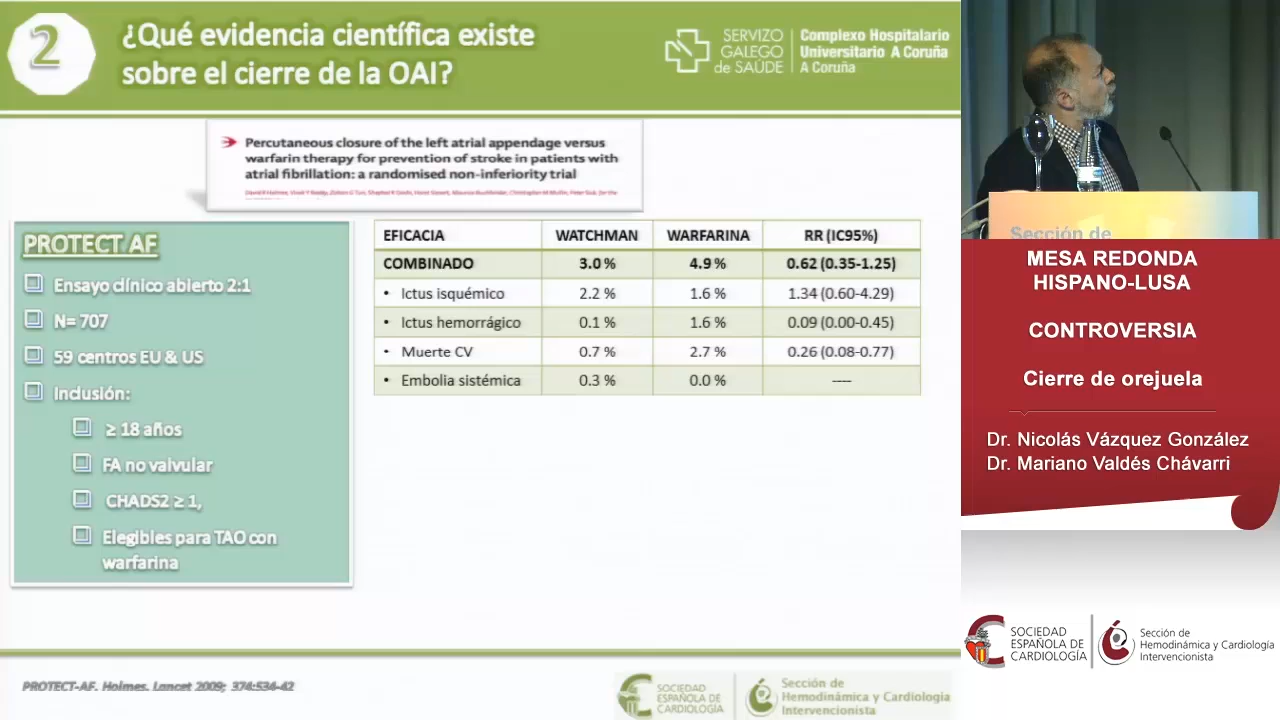 2
¿Qué evidencia científica existe
sobre el cierre de la OAI?
SERVIZO
GALEGO
de SAÚDE
Complexo Hospitalario
Universitario A Coruña
A Coruña
Percutaneous closure of the left atrial appendage versus
warfarin therapy for prevention of stroke in patients with
atrial fibrillation: a randomised non-inferiority trial
PROTECT AF
Ensayo clínico abierto 2:1
N= 707
59 centros EU & US
Inclusión:
≥ 18 años
FA no valvular
CHADS2 ≥ 1,
Elegibles para TAO con
warfarina
EFICACIA WATCHMAN WARFARINA RR (IC95%)
COMBINADO 3.0 % 4.9 % 0.62 (0.35-1.25)
• Ictus isquémico 2.2 % 1.6 % 1.34 (0.60-4.29)
• Ictus hemorrágico 0.1 % 1.6 % 0.09 (0.00-0.45)
• Muerte CV 0.7 % 2.7 % 0.26 (0.08-0.77)
• Embolia sistémica 0.3 % 0.0 % ----
PROTECT-AF. Holmes. Lancet 2009; 374:534-42
SOCIEDAD
ESPAÑOLA DE
CARDIOLOGÍA
Sección de
Hemodinámica y Cardiología
Intervencionista
Sección de
MESA REDONDA
HISPANO-LUSA
CONTROVERSIA
Cierre de orejuela
Dr. Nicolás Vázquez González
Dr. Mariano Valdés Chávarri
SOCIEDAD
ESPAÑOLA DE
CARDIOLOGÍA
Sección de
Hemodinámica y Cardiología
Intervencionista